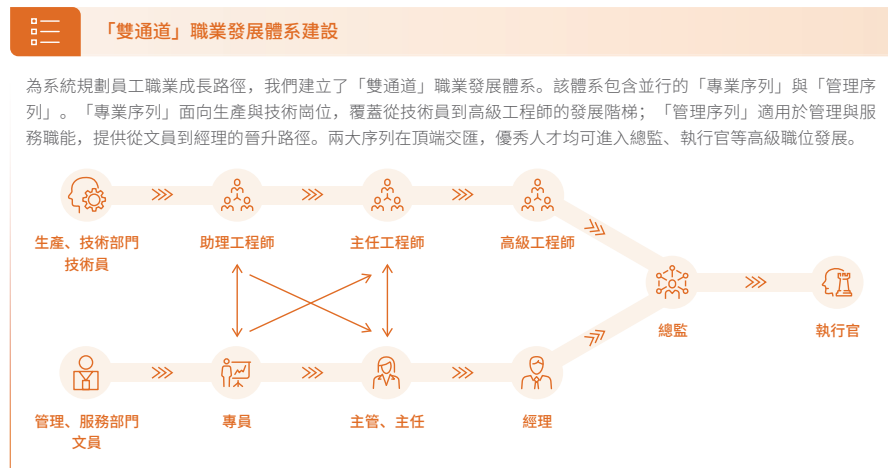 「雙通道」職業發展體系建設
為系統規劃員工職業成長路徑，我們建立了「雙通道」職業發展體系。該體系包含並行的「專業序列」與「管理序
列」。「專業序列」面向生產與技術崗位，覆蓋從技術員到高級工程師的發展階梯；「管理序列」適用於管理與服
務職能，提供從文員到經理的晉升路徑。兩大序列在頂端交匯，優秀人才均可進入總監、執行官等高級職位發展。
生產、技術部門
技術員
助理工程師
主任工程師
高級工程師
總監
執行官
管理、服務部門
文員
專員
主管、主任
經理